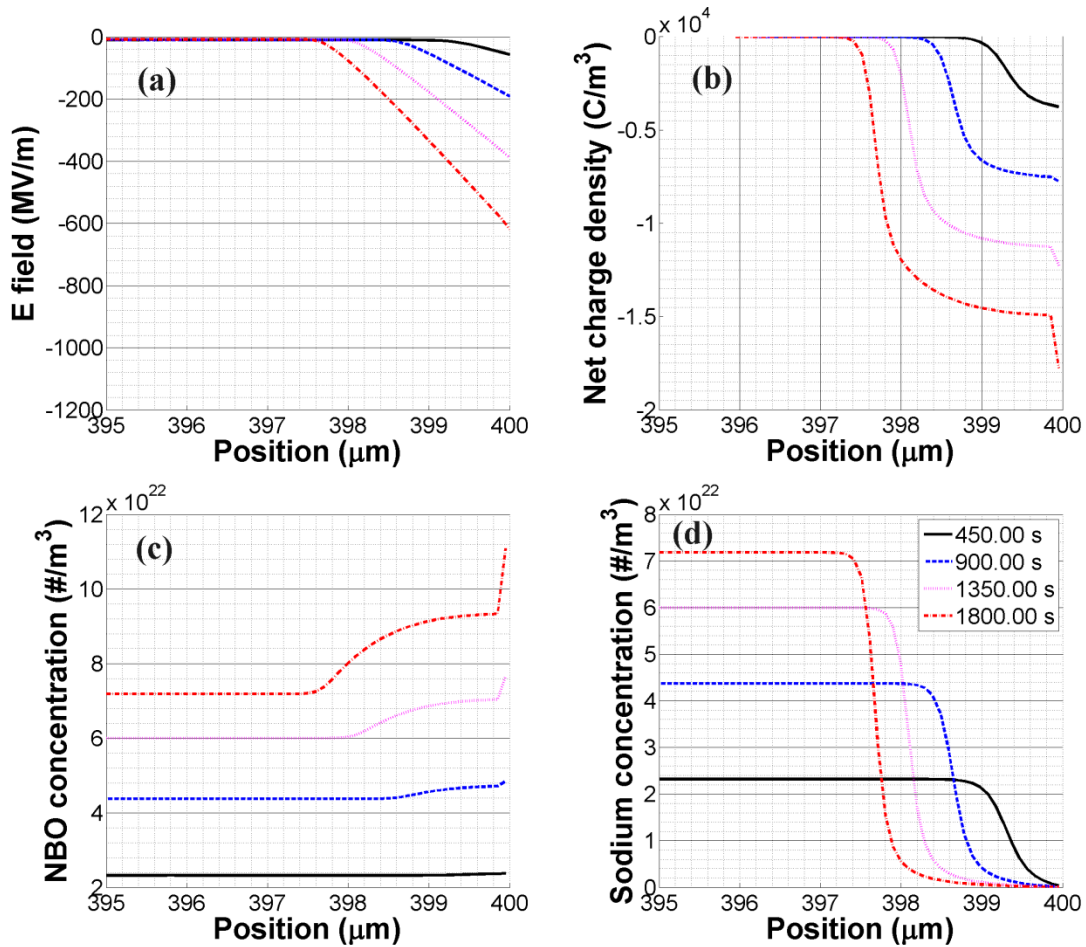 (a)
0
-200
-400
-600
-800
-1000
-1200
E field (MV/m)
395 396 397 398 399 400
Position (μm)
x 10^4
(b)
0
-0.5
-1
-1.5
-2
Net charge density (C/m^3)
395 396 397 398 399 400
Position (μm)
x 10^22
(c)
12
10
8
6
4
2
NBO concentration (#/m^3)
395 396 397 398 399 400
Position (μm)
x 10^22
(d)
8
7
6
5
4
3
2
1
0
Sodium concentration (#/m^3)
450.00 s
900.00 s
1350.00 s
1800.00 s
395 396 397 398 399 400
Position (μm)